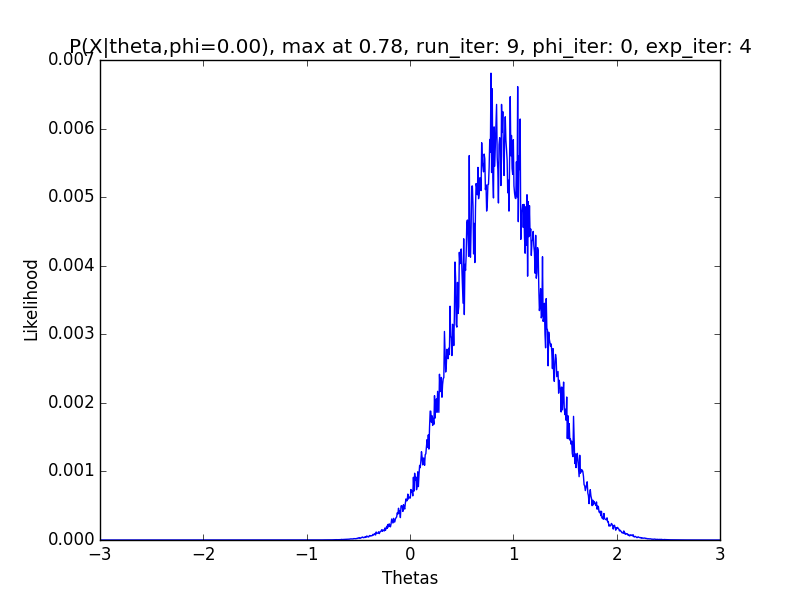 P(X|theta,phi=0.00), max at 0.78, run_iter: 9, phi_iter: 0, exp_iter: 4
0.007
0.006
0.005
0.004
0.003
0.002
0.001
0.000
Likelihood
−3 −2 −1 0 1 2 3
Thetas